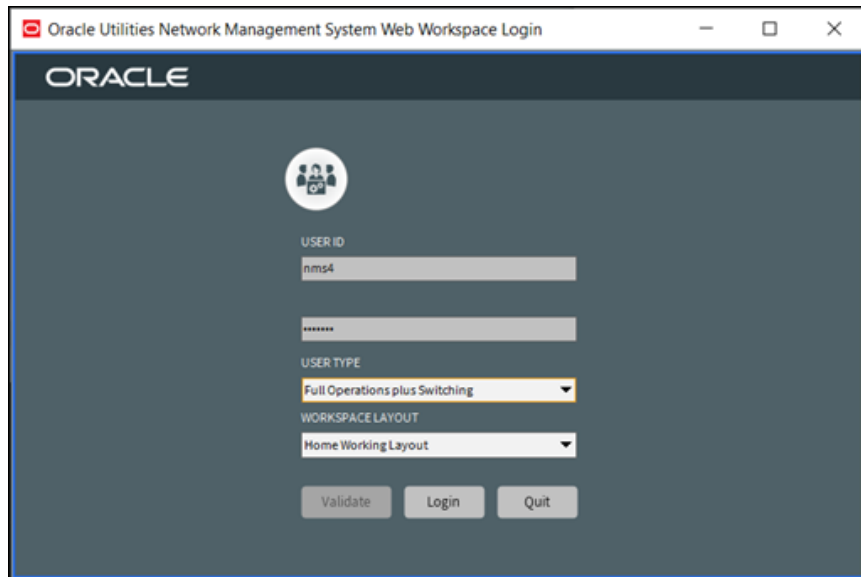 Oracle Utilities Network Management System Web Workspace Login
ORACLE
USER ID
nms4
•••••••
USER TYPE
Full Operations plus Switching
WORKSPACE LAYOUT
Home Working Layout
Validate Login Quit